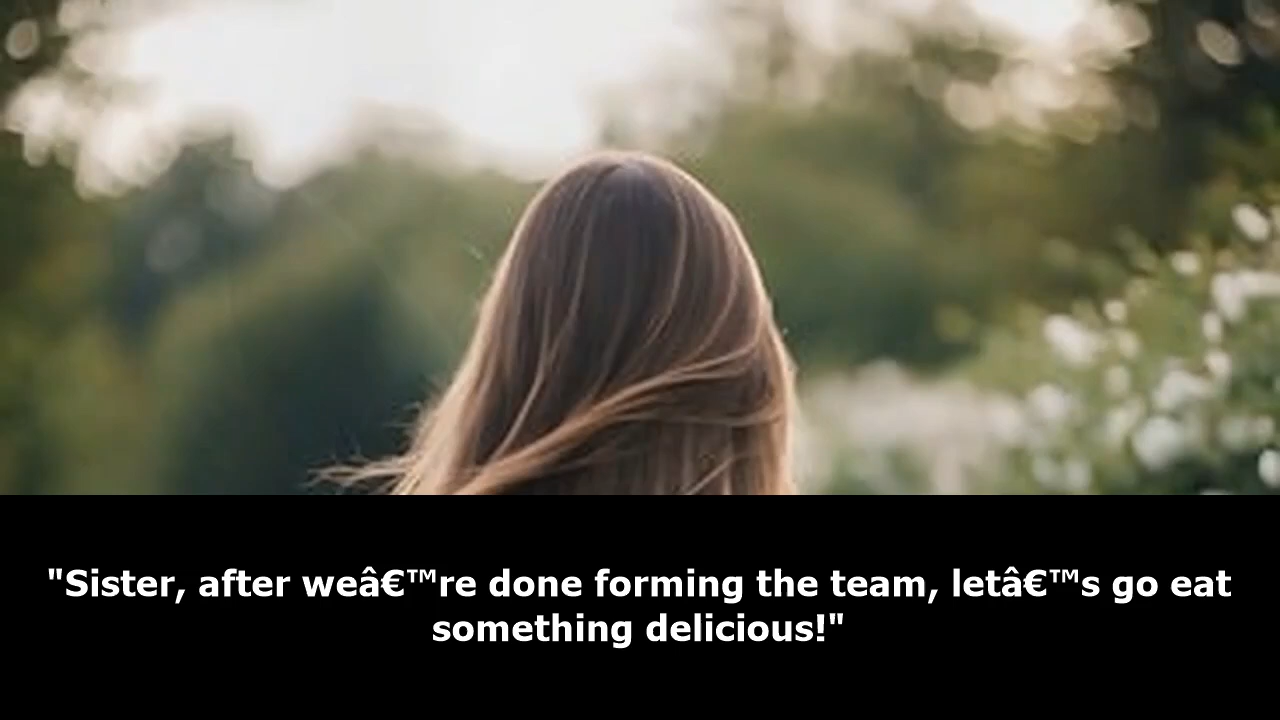 "Sister, after weâ€™re done forming the team, letâ€™s go eat
something delicious!"